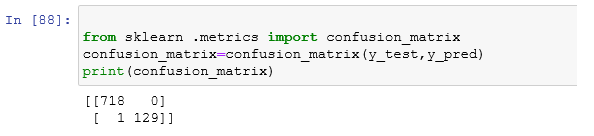 In [88]:
from sklearn .metrics import confusion_matrix
confusion_matrix=confusion_matrix(y_test,y_pred)
print(confusion_matrix)
[[718   0]
 [  1 129]]